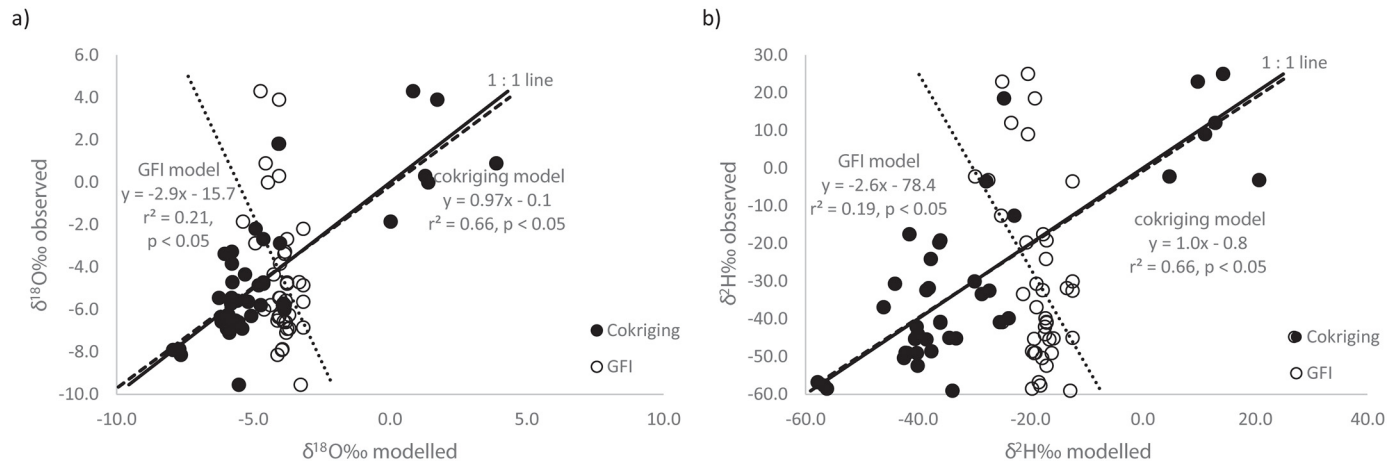 a)
6.0
4.0
2.0
0.0
-2.0
-4.0
-6.0
-8.0
-10.0
-10.0
-5.0
0.0
5.0
10.0
δ¹⁸O‰ observed
δ¹⁸O‰ modelled
1 : 1 line
GFI model
y = -2.9x - 15.7
r² = 0.21,
p < 0.05
cokriging model
y = 0.97x - 0.1
r² = 0.66, p < 0.05
Cokriging
GFI
b)
30.0
20.0
10.0
0.0
-10.0
-20.0
-30.0
-40.0
-50.0
-60.0
-60.0
-40.0
-20.0
0.0
20.0
40.0
δ²H‰ observed
δ²H‰ modelled
1 : 1 line
GFI model
y = -2.6x - 78.4
r² = 0.19, p < 0.05
cokriging model
y = 1.0x - 0.8
r² = 0.66, p < 0.05
Cokriging
GFI